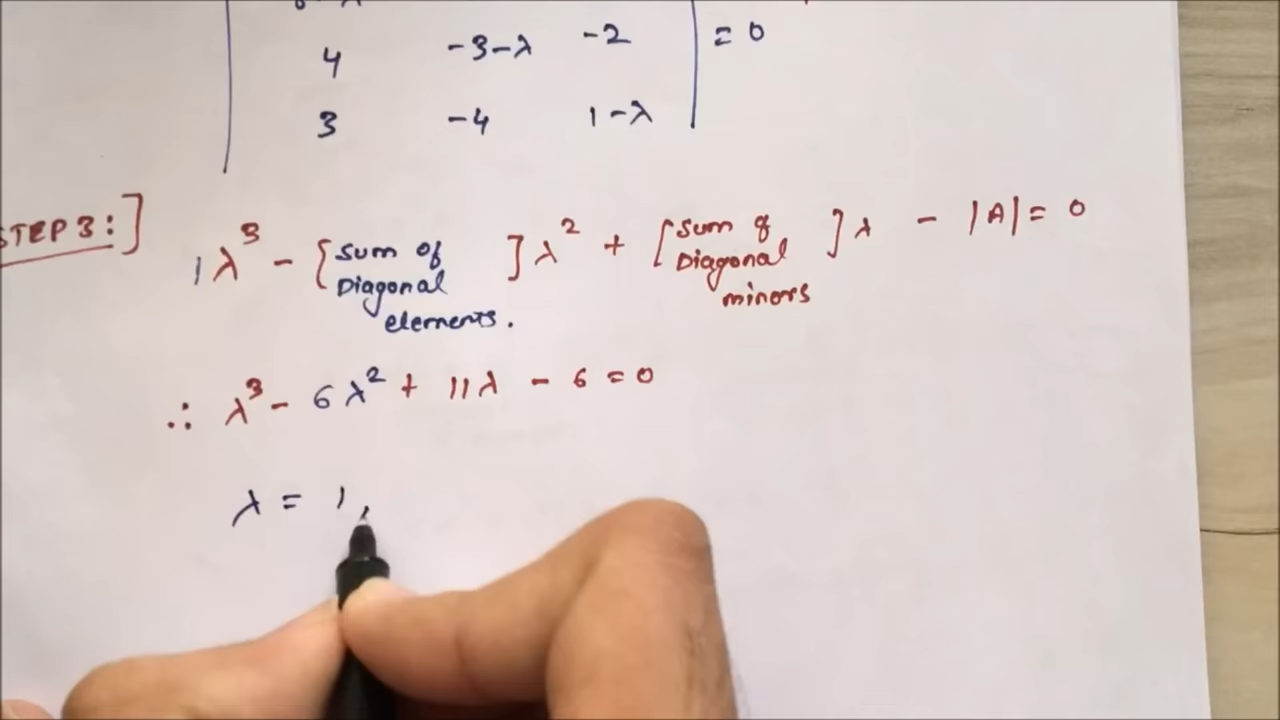 4 -3-λ -2 = 0
3 -4 1-λ
STEP 3:]
1λ³ - [Sum of Diagonal elements.]λ² + [Sum of Diagonal minors]λ - |A| = 0
∴ λ³ - 6λ² + 11λ - 6 = 0
λ = 1,